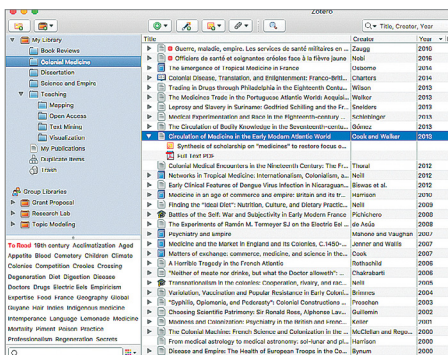 Zotero
Title, Creator, Year
My Library
Book Reviews
Colonial Medicine
Dissertation
Science and Empire
Teaching
Mapping
Open Access
Text Mining
Visualization
My Publications
Duplicate Items
Trash
Group Libraries
Grant Proposal
Research Lab
Topic Modeling
To Read 18th century Acclimatization Aged
Appetite Blood Cemetery Children Climate
Colonies Competition Creoles Crossing
Degeneration Diet Digestion Disease
Doctors Drugs Electric Eels Empiricism
Expertise Food France Geography Global
Guyane Hair Indies Indigenous medicine
Intemperance Language Lemonade Medicine
Mortality Piment Poison Practice
Professionalism Regeneration Secrets
Title Creator Year
Guerre, maladie, empire. Les services de santé militaires en ... Zaugg 2016
Officiers de santé et soignantes créoles face à la fièvre jaune Nobi 2016
The Emergence of Tropical Medicine in France Osborne 2014
Colonial Disease, Translation, and Enlightenment: Franco-Briti... Charters 2014
Trading in Drugs through Philadelphia in the Eighteenth Centu... Wilson 2013
The Medicines Trade in the Portuguese Atlantic World: Acquisi... Walker 2013
Leprosy and Slavery in Suriname: Godfried Schilling and the Fr... Snelders 2013
Medical Experimentation and Race in the Eighteenth-century ... Schiebinger 2013
The Circulation of Bodily Knowledge in the Seventeenth-centu... Gómez 2013
Circulation of Medicine in the Early Modern Atlantic World Cook and Walker 2013
Synthesis of scholarship on "medicines" to restore focus o...
Full Text PDF
Colonial Medical Encounters in the Nineteenth Century: The Fr... Thoral 2012
Networks in Tropical Medicine: Internationalism, Colonialism, ... Neill 2012
Early Clinical Features of Dengue Virus Infection in Nicaraguan... Biswas et al. 2012
Medicine in an age of commerce and empire: Britain and its tr... Harrison 2010
Finding the "Ideal Diet": Nutrition, Culture, and Dietary Practic... Neill 2009
Battles of the Self: War and Subjectivity in Early Modern France Pichichero 2008
The Experiments of Ramón M. Termeyer SJ on the Electric Eel ... de Asúa 2008
Psychiatry and Empire Mahone and Vaughan 2007
Medicine and the Market in England and Its Colonies, C.1450-... Jenner and Wallis 2007
Matters of exchange: commerce, medicine, and science in the... Cook 2007
A Horrible Tragedy in the French Atlantic Rothschild 2006
"Neither of meate nor drinke, but what the Doctor alloweth": ... Chakrabarti 2006
Transnationalism in the colonies: Cooperation, rivalry, and rac... Neill 2005
Variolation, Vaccination and Popular Resistance in Early Coloni... Brimnes 2004
"Syphilis, Opiomania, and Pederasty": Colonial Constructions ... Proschan 2003
Choosing Scientific Patrimony: Sir Ronald Ross, Alphonse Lav... Guillemin 2002
Madness and Colonization: Psychiatry in the British and Frenc... Keller 2001
The Colonial Machine: French Science and Colonization in the ... McClellan and Rego... 2000
From medical astrology to medical astronomy: sol-lunar and pl... Harrison 2000
Disease and Empire: The Health of European Troops in the Co... Bynum 2000